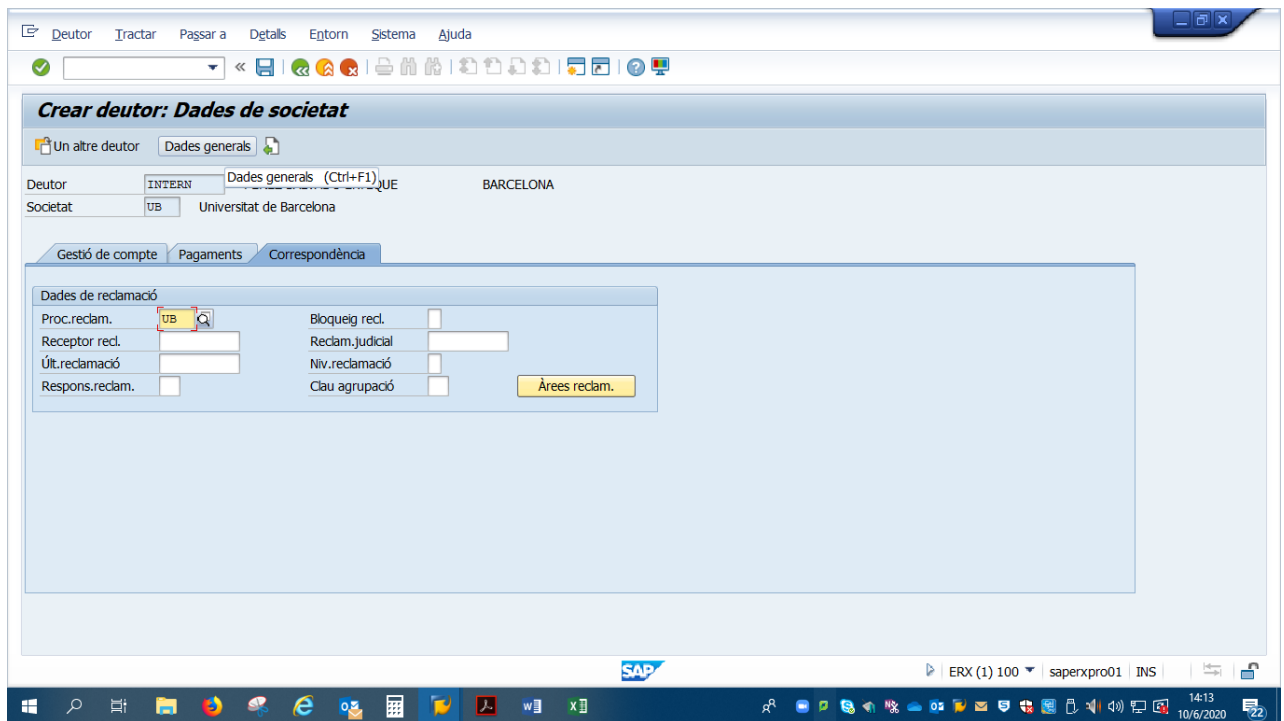 Deutor Tractar Passar a Detalls Entorn Sistema Ajuda
Crear deutor: Dades de societat
Un altre deutor Dades generals
Dades generals (Ctrl+F1)
Deutor INTERN QUE BARCELONA
Societat UB Universitat de Barcelona
Gestió de compte Pagaments Correspondència
Dades de reclamació
Proc.reclam. UB Bloqueig recl.
Receptor recl. Reclam.judicial
Últ.reclamació Niv.reclamació
Respons.reclam. Clau agrupació Àrees reclam.
SAP ERX (1) 100 saperxpro01 INS
14:13
10/6/2020 22